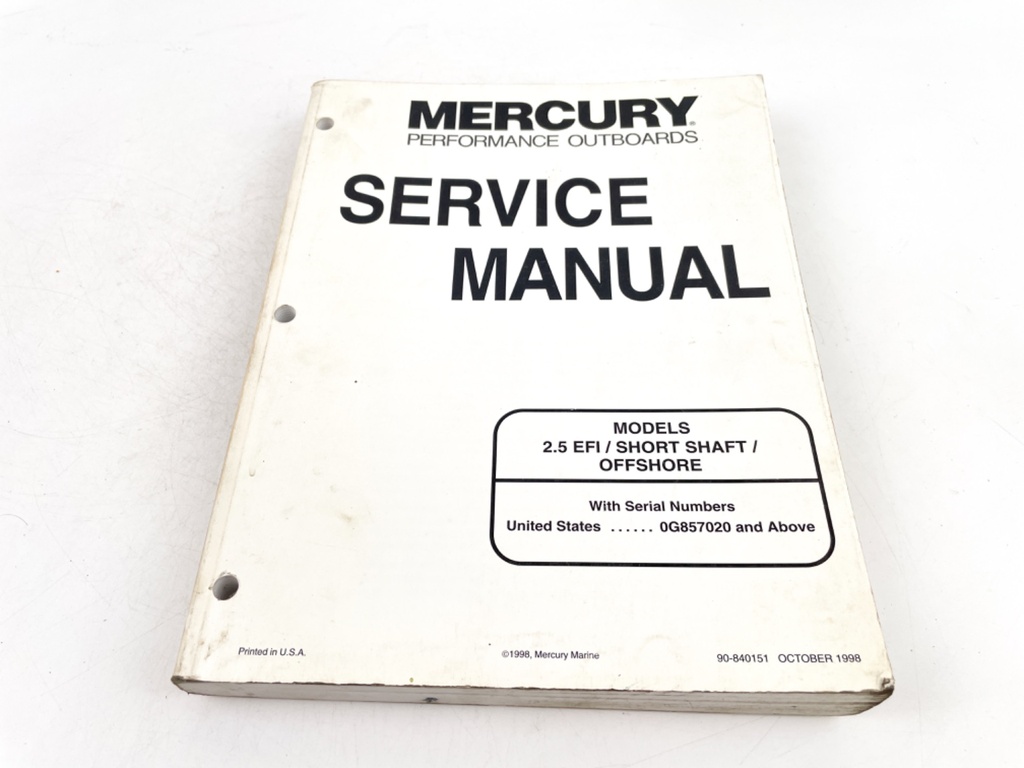 MERCURY®
PERFORMANCE OUTBOARDS
SERVICE
MANUAL
MODELS
2.5 EFI / SHORT SHAFT /
OFFSHORE
With Serial Numbers
United States ...... 0G857020 and Above
Printed in U.S.A.
©1998, Mercury Marine
90-840151 OCTOBER 1998